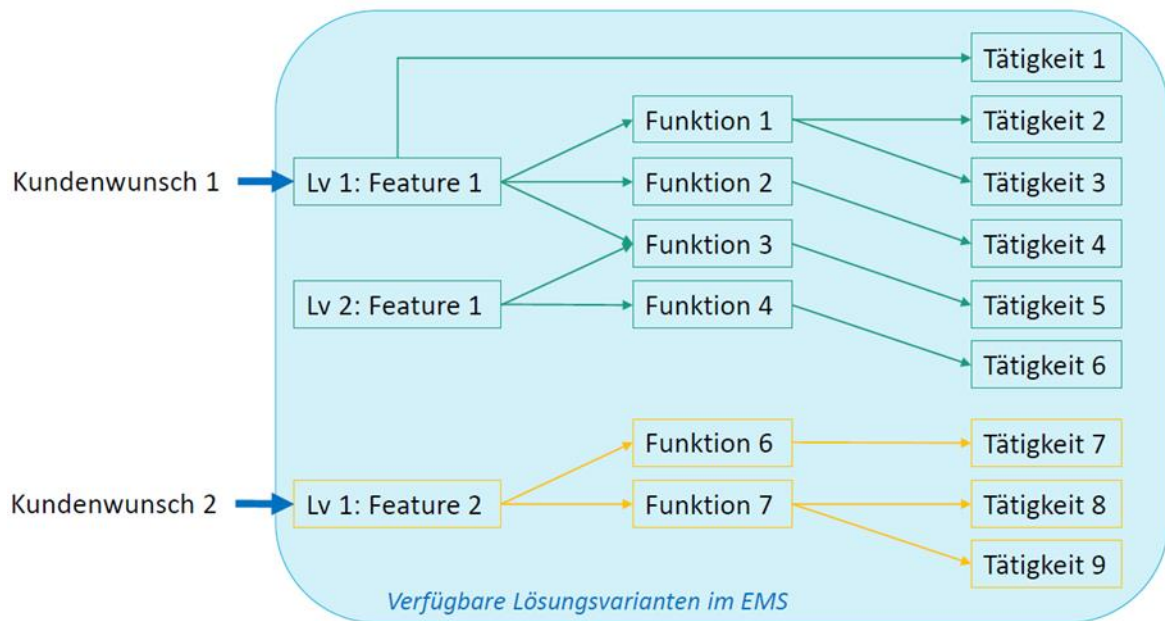 Tätigkeit 1
Funktion 1
Tätigkeit 2
Kundenwunsch 1
Lv 1: Feature 1
Funktion 2
Tätigkeit 3
Funktion 3
Tätigkeit 4
Lv 2: Feature 1
Funktion 4
Tätigkeit 5
Tätigkeit 6
Funktion 6
Tätigkeit 7
Kundenwunsch 2
Lv 1: Feature 2
Funktion 7
Tätigkeit 8
Tätigkeit 9
Verfügbare Lösungsvarianten im EMS